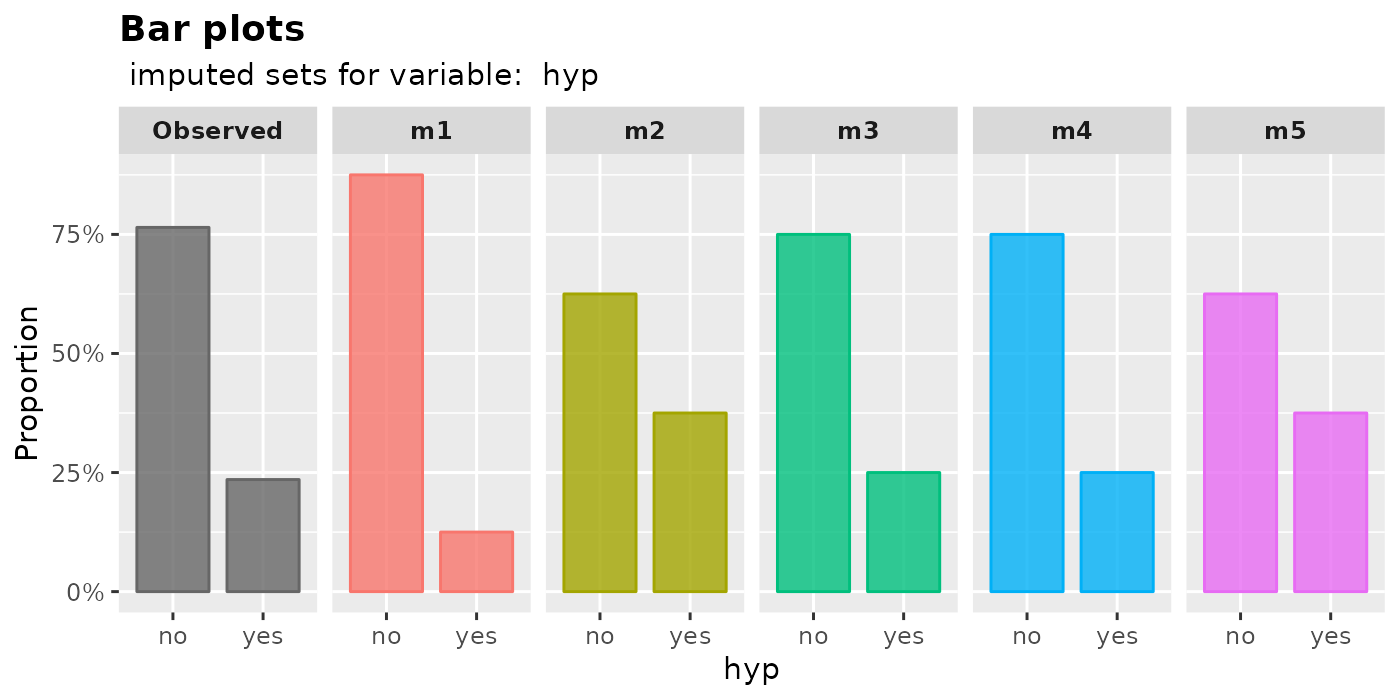 Bar plots
imputed sets for variable:  hyp
Observed m1 m2 m3 m4 m5
75%
50%
25%
0%
Proportion
no yes no yes no yes no yes no yes no yes
hyp